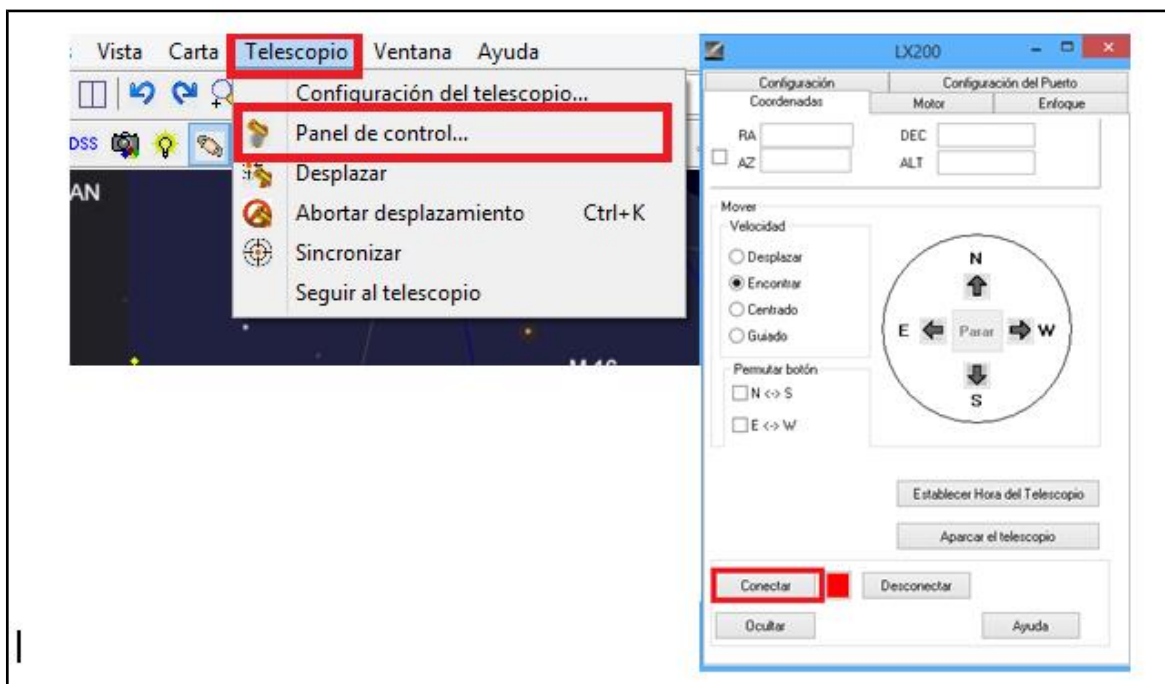 Vista Carta Telescopio Ventana Ayuda
Configuración del telescopio...
DSS
Panel de control...
AN
Desplazar
Abortar desplazamiento Ctrl+K
Sincronizar
Seguir al telescopio
LX200
Configuración Configuración del Puerto
Coordenadas Motor Enfoque
RA DEC
AZ ALT
Mover
Velocidad
Desplazar
Encontrar
Centrado
Guiado
N
E Parar W
S
Permutar botón
N <-> S
E <-> W
Establecer Hora del Telescopio
Aparcar el telescopio
Conectar Desconectar
Ocultar Ayuda